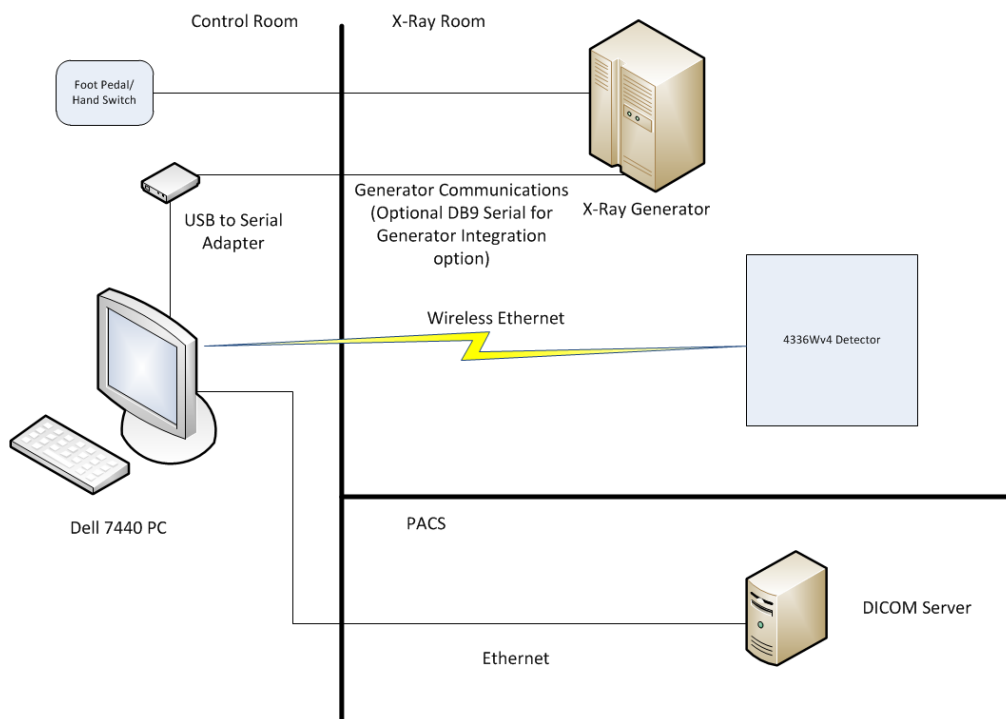 Control Room
X-Ray Room
Foot Pedal/
Hand Switch
X-Ray Generator
Generator Communications
(Optional DB9 Serial for
Generator Integration
option)
USB to Serial
Adapter
Wireless Ethernet
4336Wv4 Detector
Dell 7440 PC
PACS
DICOM Server
Ethernet